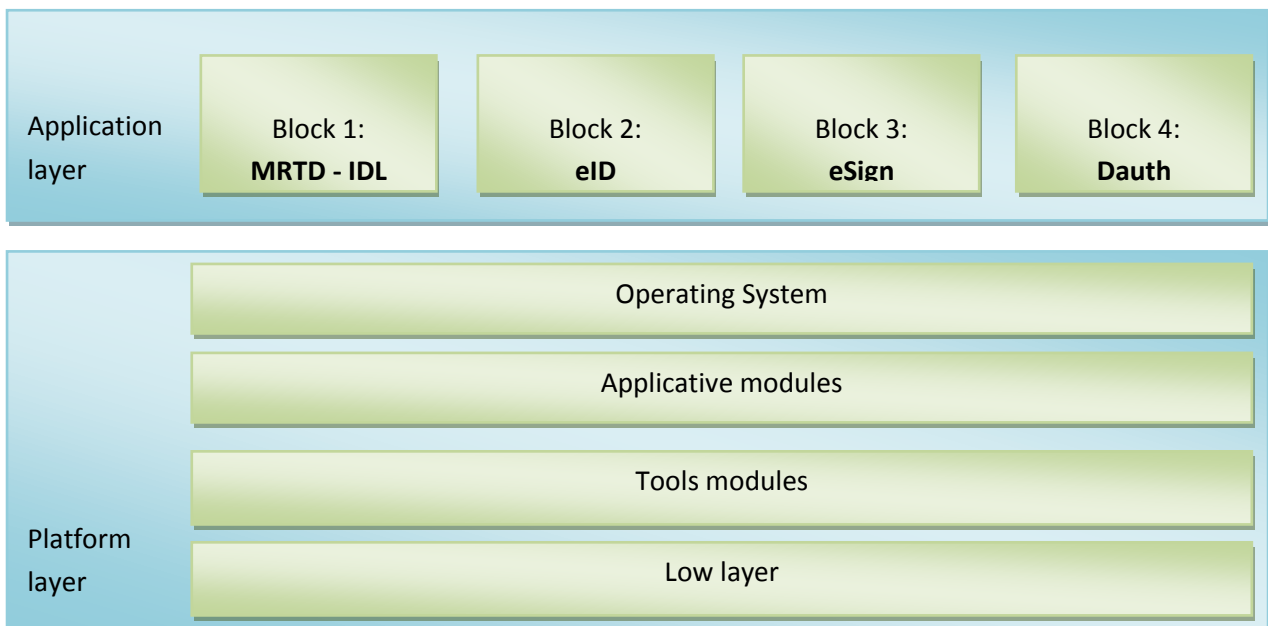 Application
layer
Block 1:
MRTD - IDL
Block 2:
eID
Block 3:
eSign
Block 4:
Dauth
Operating System
Applicative modules
Tools modules
Platform
layer
Low layer